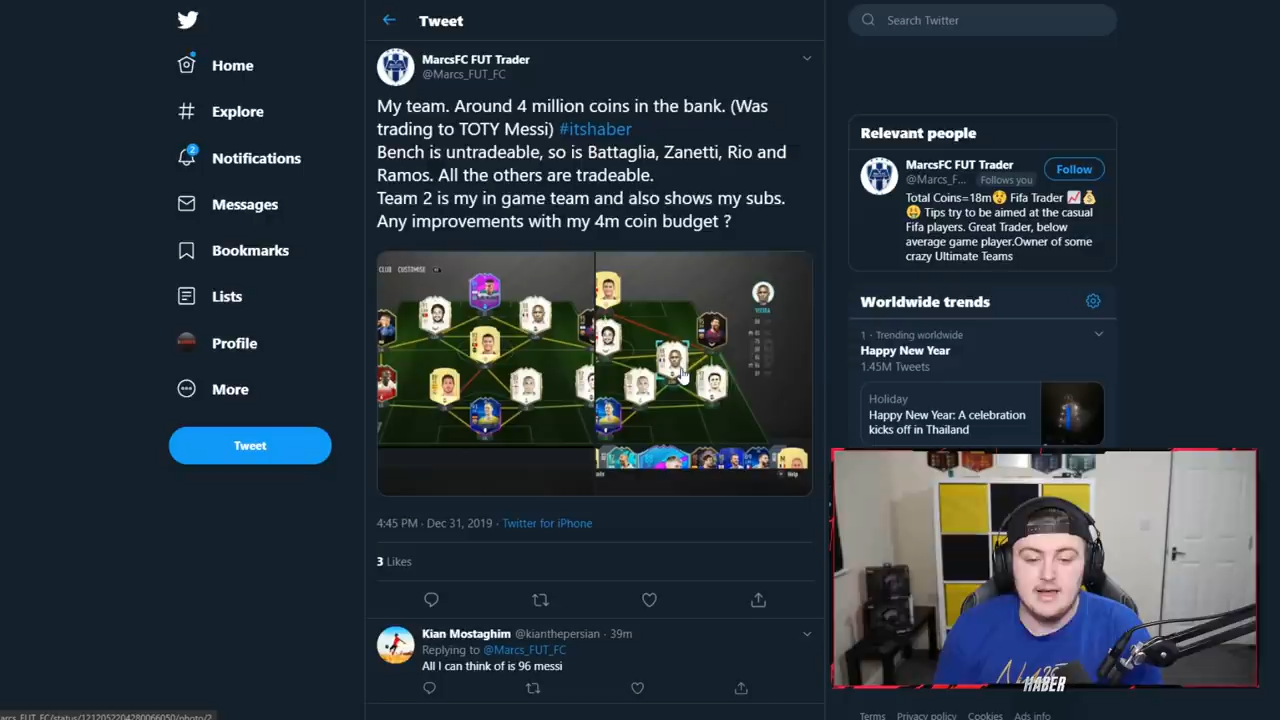 Tweet
Search Twitter
Home
Explore
2
Notifications
Messages
Bookmarks
Lists
Profile
More
Tweet
MarcsFC FUT Trader
@Marcs_FUT_FC
My team. Around 4 million coins in the bank. (Was
trading to TOTY Messi) #itshaber
Bench is untradeable, so is Battaglia, Zanetti, Rio and
Ramos. All the others are tradeable.
Team 2 is my in game team and also shows my subs.
Any improvements with my 4m coin budget ?
CLUB CUSTOMISE
VIEIRA
Help
4:45 PM · Dec 31, 2019 · Twitter for iPhone
3 Likes
Kian Mostaghim @kianthepersian · 39m
Replying to @Marcs_FUT_FC
All I can think of is 96 messi
Relevant people
MarcsFC FUT Trader
@Marcs_F... Follows you
Follow
Total Coins=18m Fifa Trader
Tips try to be aimed at the casual
Fifa players. Great Trader, below
average game player.Owner of some
crazy Ultimate Teams
Worldwide trends
1 · Trending worldwide
Happy New Year
1.45M Tweets
Happy New Year: A celebration
kicks off in Thailand
HABER
Terms Privacy policy Cookies Ads info